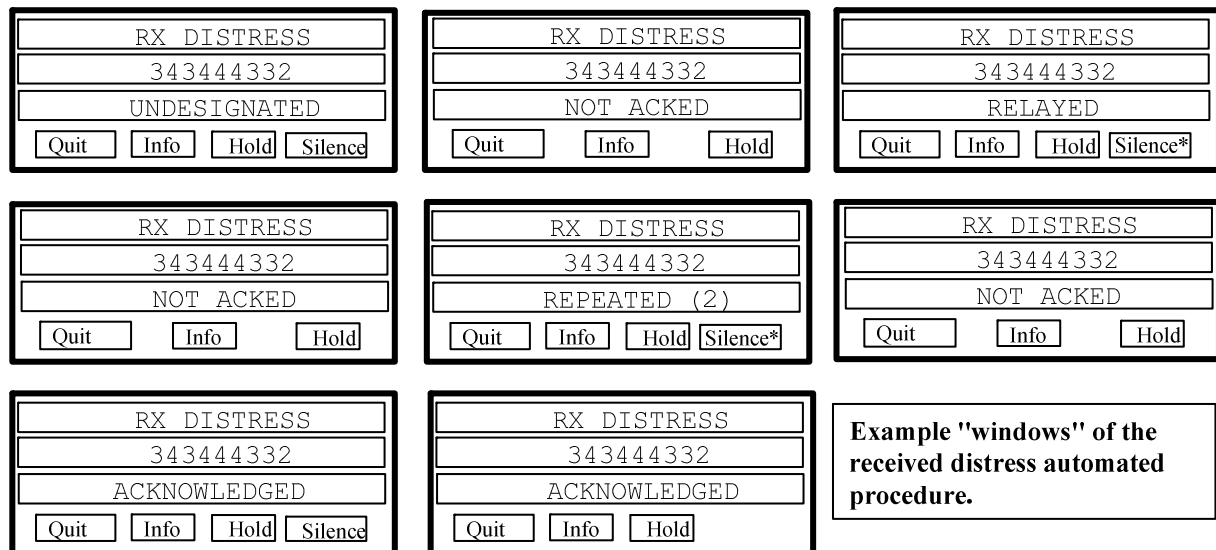 RX DISTRESS
343444332
UNDESIGNATED
Quit Info Hold Silence
RX DISTRESS
343444332
NOT ACKED
Quit Info Hold
RX DISTRESS
343444332
RELAYED
Quit Info Hold Silence*
RX DISTRESS
343444332
NOT ACKED
Quit Info Hold
RX DISTRESS
343444332
REPEATED (2)
Quit Info Hold Silence*
RX DISTRESS
343444332
NOT ACKED
Quit Info Hold
RX DISTRESS
343444332
ACKNOWLEDGED
Quit Info Hold Silence
RX DISTRESS
343444332
ACKNOWLEDGED
Quit Info Hold
Example "windows" of the
received distress automated
procedure.